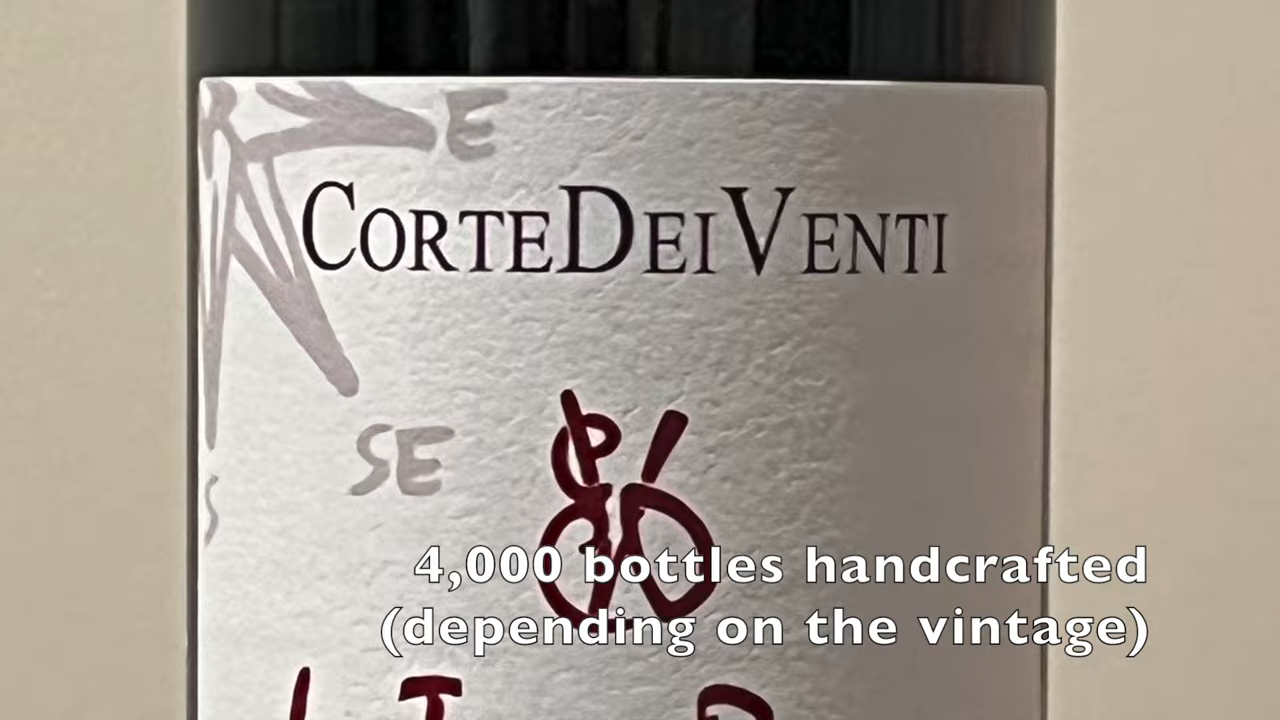 E
CORTEDEIVENTI
SE
4,000 bottles handcrafted
(depending on the vintage)